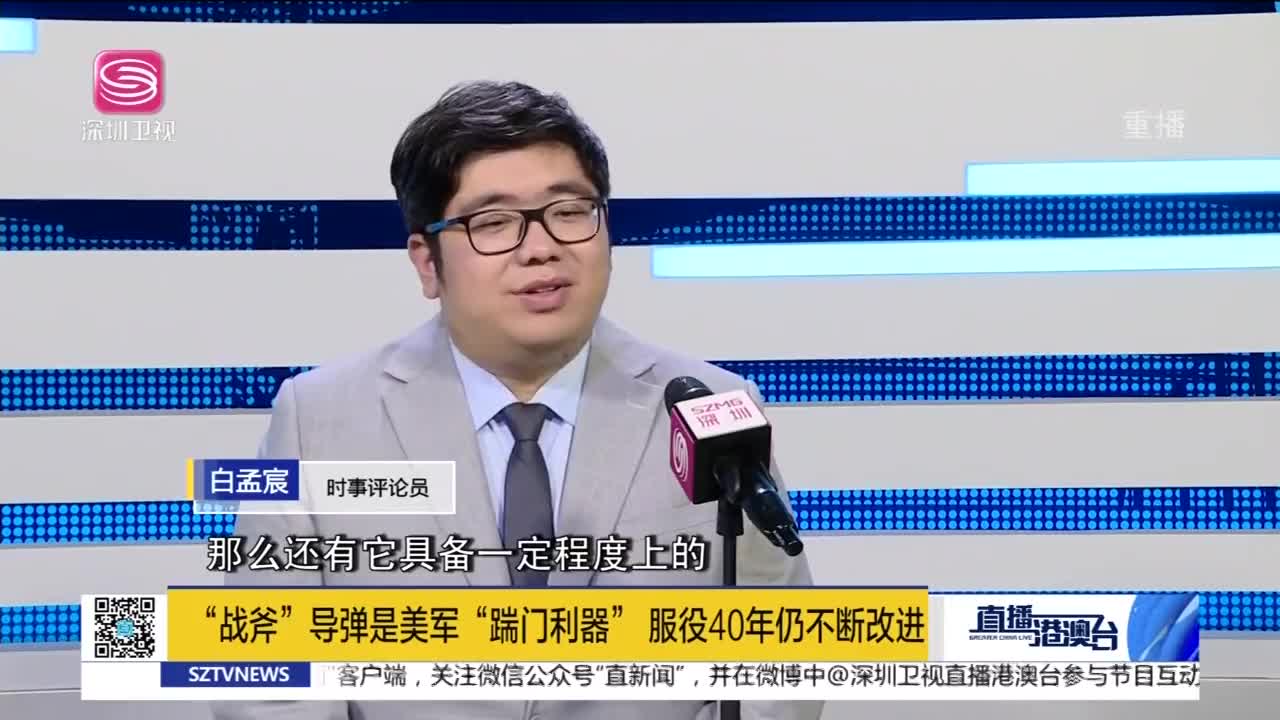 深圳卫视
重播
SZMG
深圳
白孟宸
时事评论员
那么还有它具备一定程度上的
“战斧”导弹是美军“踹门利器” 服役40年仍不断改进
直播港澳台
GREATER CHINA LIVE
SZTVNEWS
"客户端，关注微信公众号“直新闻”，并在微博中@深圳卫视直播港澳台参与节目互动